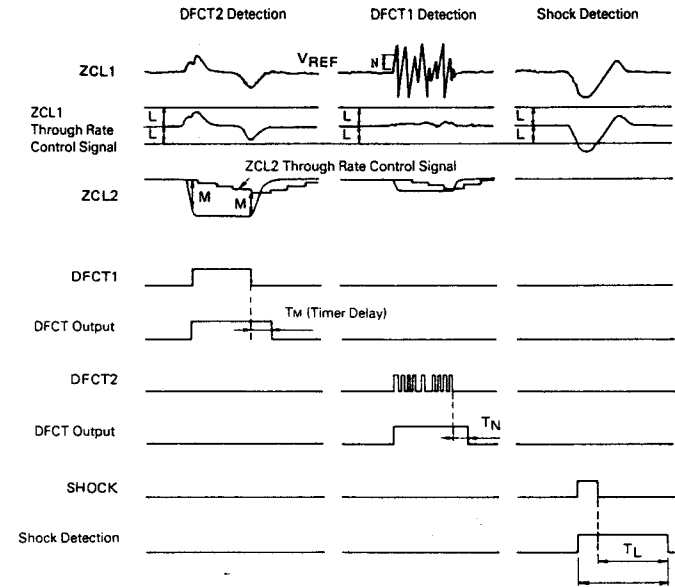 DFCT2 Detection
DFCT1 Detection
Shock Detection
ZCL1
VREF
N
ZCL1
Through Rate
Control Signal
L
L
L
L
L
L
ZCL2 Through Rate Control Signal
ZCL2
M
M
DFCT1
DFCT Output
TM (Timer Delay)
DFCT2
DFCT Output
TN
SHOCK
Shock Detection
TL